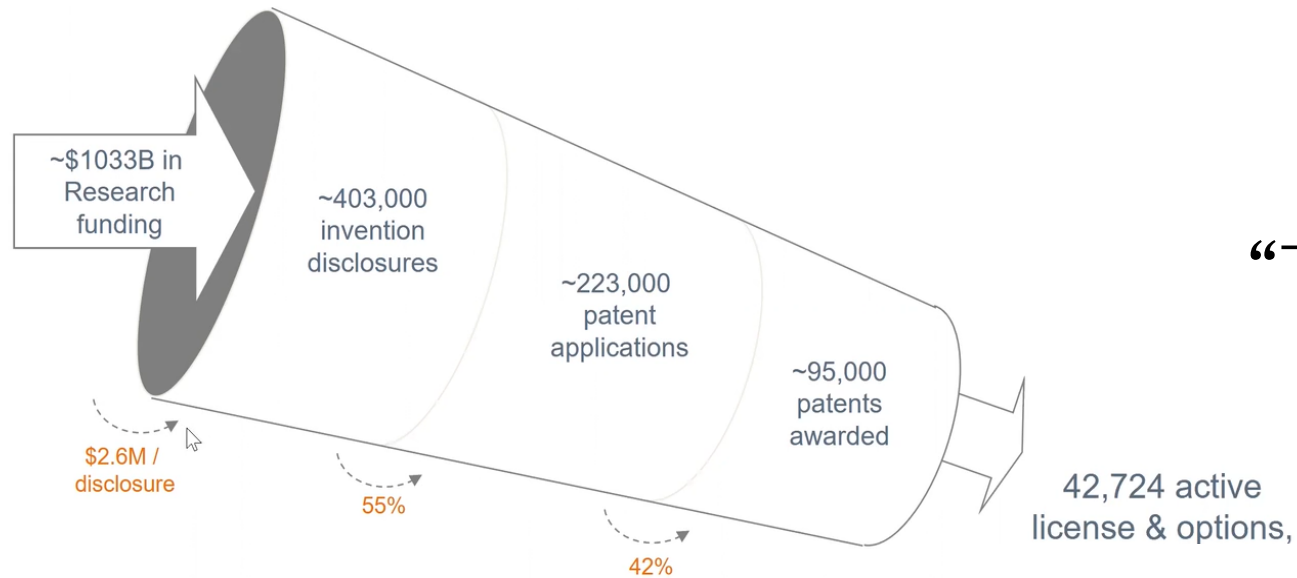 ~$1033B in
Research
funding
~403,000
invention
disclosures
~223,000
patent
applications
~95,000
patents
awarded
$2.6M /
disclosure
55%
42%
42,724 active
license & options,
“